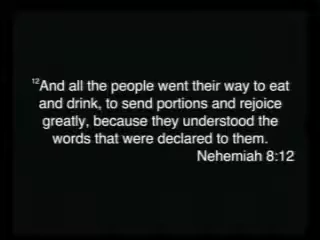 ¹²And all the people went their way to eat
and drink, to send portions and rejoice
greatly, because they understood the
words that were declared to them.
Nehemiah 8:12